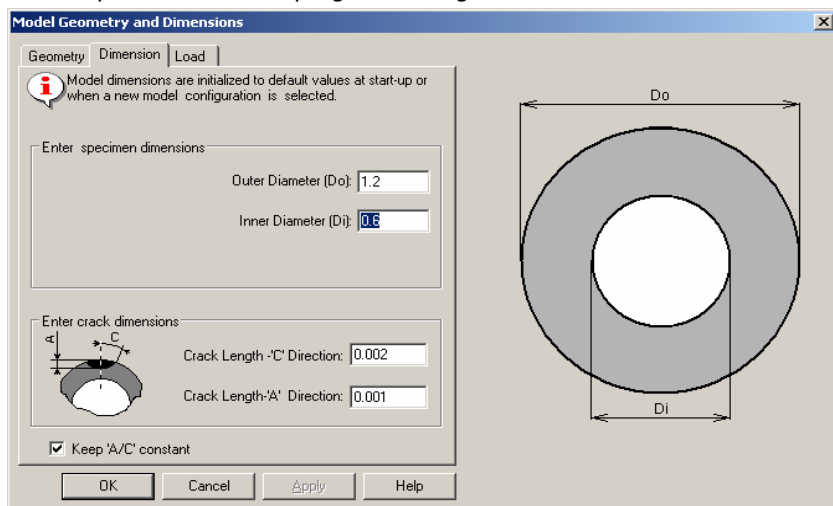 Model Geometry and Dimensions
Geometry Dimension Load
Model dimensions are initialized to default values at start-up or
when a new model configuration is selected.
Enter specimen dimensions
Outer Diameter (Do): 1.2
Inner Diameter (Di): 0.6
Enter crack dimensions
A
C
Crack Length -'C' Direction: 0.002
Crack Length-'A' Direction: 0.001
Keep 'A/C' constant
OK Cancel Apply Help
Do
Di